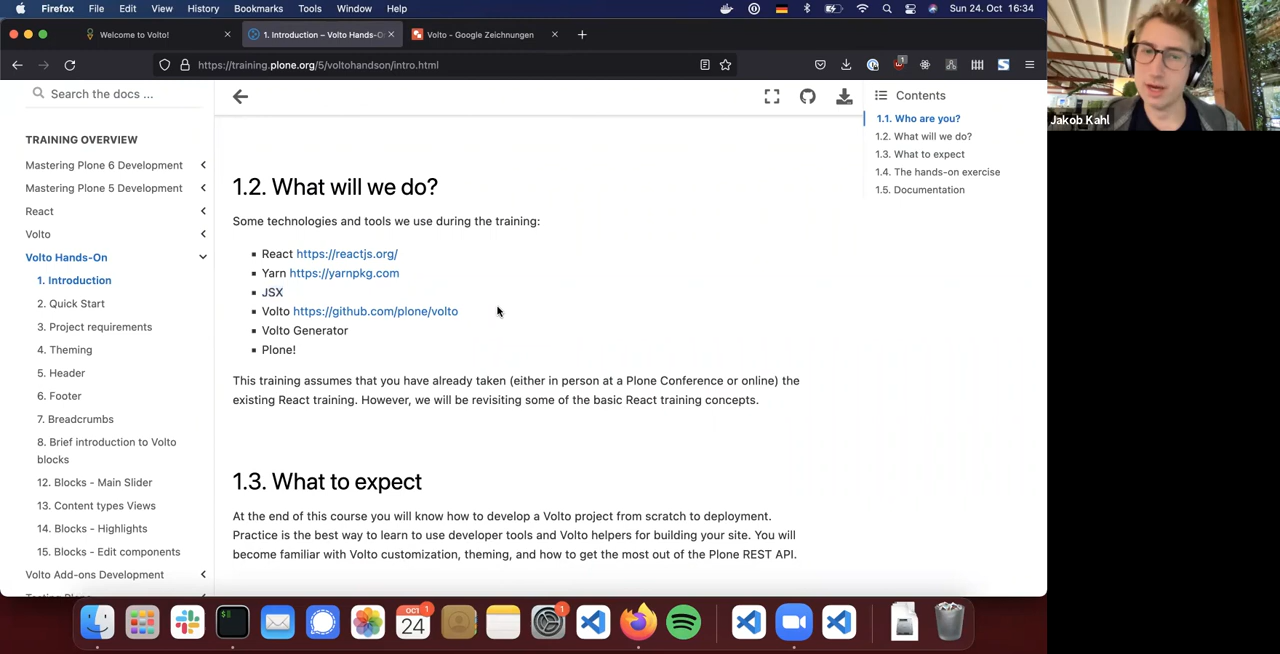 Firefox File Edit View History Bookmarks Tools Window Help Sun 24. Oct 16:34
Welcome to Volto!
1. Introduction – Volto Hands-O
Volto - Google Zeichnungen
https://training.plone.org/5/voltohandson/intro.html
Search the docs ...
TRAINING OVERVIEW
Mastering Plone 6 Development
Mastering Plone 5 Development
React
Volto
Volto Hands-On
1. Introduction
2. Quick Start
3. Project requirements
4. Theming
5. Header
6. Footer
7. Breadcrumbs
8. Brief introduction to Volto
blocks
12. Blocks - Main Slider
13. Content types Views
14. Blocks - Highlights
15. Blocks - Edit components
Volto Add-ons Development
1.2. What will we do?
Some technologies and tools we use during the training:
React https://reactjs.org/
Yarn https://yarnpkg.com
JSX
Volto https://github.com/plone/volto
Volto Generator
Plone!
This training assumes that you have already taken (either in person at a Plone Conference or online) the
existing React training. However, we will be revisiting some of the basic React training concepts.
1.3. What to expect
At the end of this course you will know how to develop a Volto project from scratch to deployment.
Practice is the best way to learn to use developer tools and Volto helpers for building your site. You will
become familiar with Volto customization, theming, and how to get the most out of the Plone REST API.
Contents
1.1. Who are you?
1.2. What will we do?
1.3. What to expect
1.4. The hands-on exercise
1.5. Documentation
Jakob Kahl
OCT
24
1
1